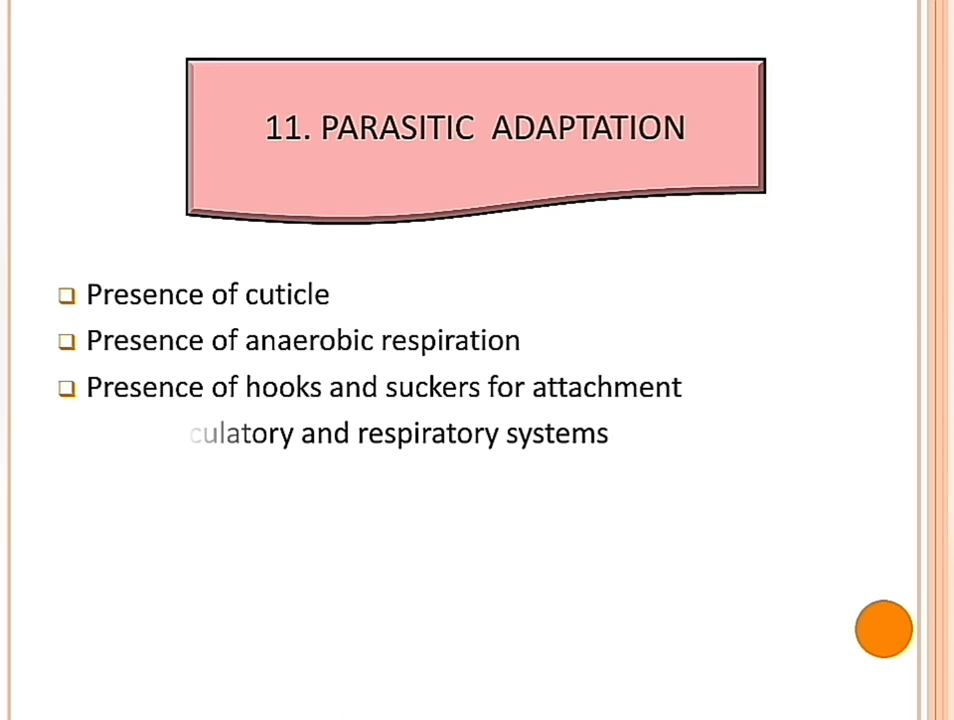 11. PARASITIC ADAPTATION
Presence of cuticle
Presence of anaerobic respiration
Presence of hooks and suckers for attachment
culatory and respiratory systems